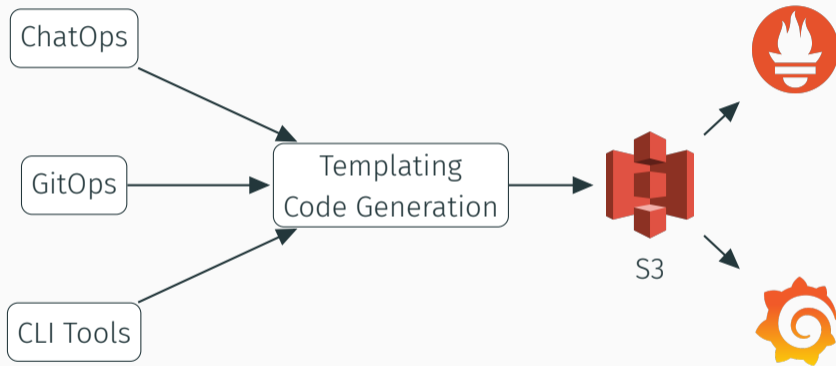 ChatOps
GitOps
CLI Tools
Templating
Code Generation
S3